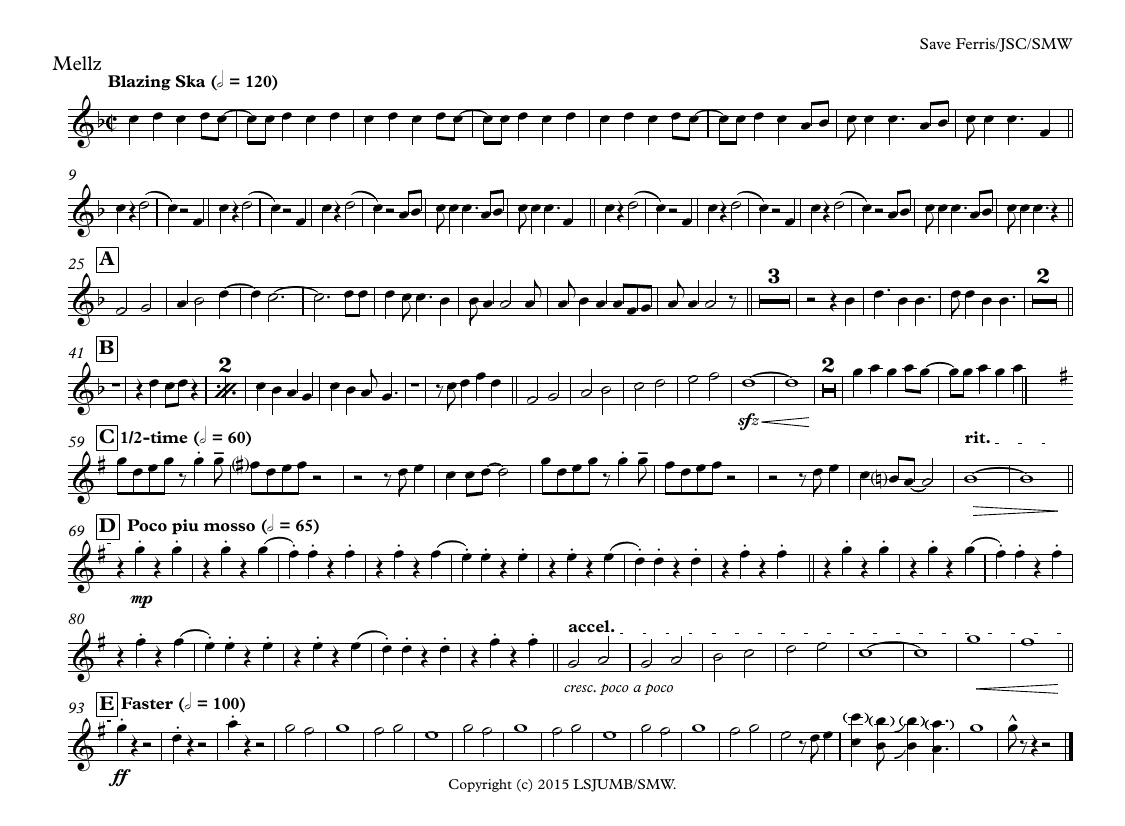 Save Ferris/JSC/SMW
Mellz
Blazing Ska (𝅗𝅥 = 120)
9
25 A
3
2
41 B
2
2
sfz
59 C 1/2-time (𝅗𝅥 = 60)
rit.
69 D Poco piu mosso (𝅗𝅥 = 65)
mp
80
accel.
cresc. poco a poco
93 E Faster (𝅗𝅥 = 100)
ff
Copyright (c) 2015 LSJUMB/SMW.